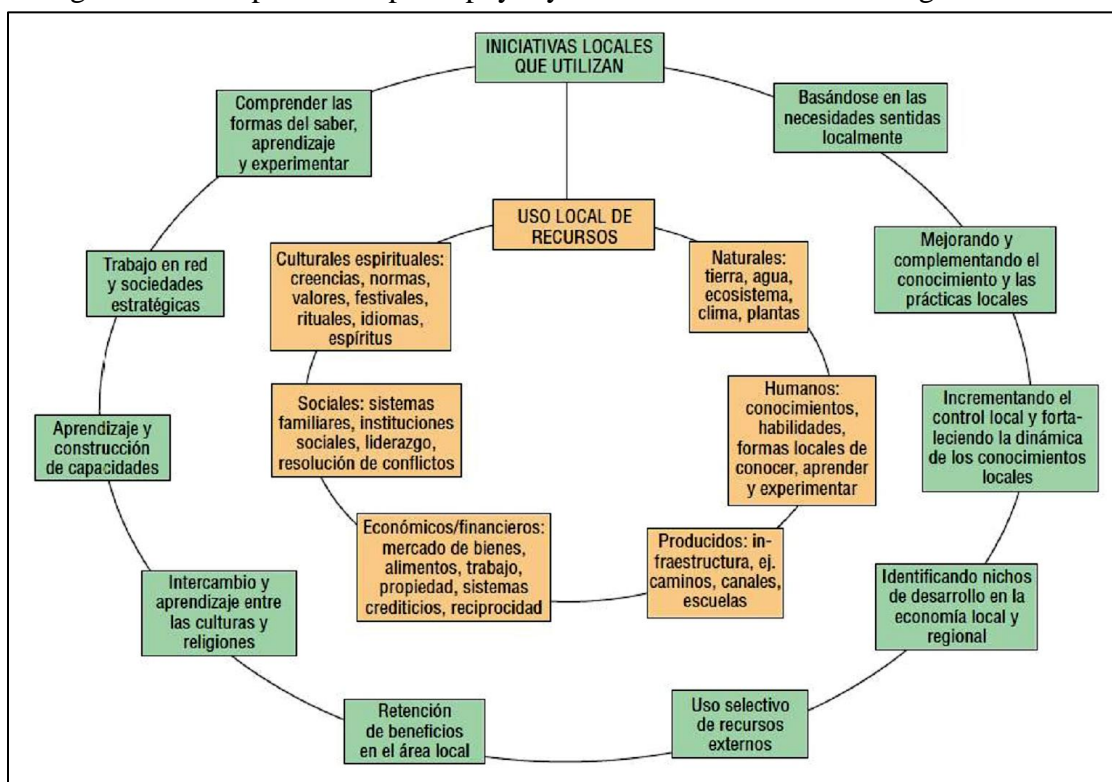 INICIATIVAS LOCALES
QUE UTILIZAN
Basándose en las
necesidades sentidas
localmente
Mejorando y
complementando el
conocimiento y las
prácticas locales
Incrementando el
control local y forta-
leciendo la dinámica
de los conocimientos
locales
Identificando nichos
de desarrollo en la
economía local y
regional
Uso selectivo
de recursos
externos
Retención
de beneficios
en el área local
Intercambio y
aprendizaje entre
las culturas y
religiones
Aprendizaje y
construcción
de capacidades
Trabajo en red
y sociedades
estratégicas
Comprender las
formas del saber,
aprendizaje
y experimentar
USO LOCAL DE
RECURSOS
Naturales:
tierra, agua,
ecosistema,
clima, plantas
Humanos:
conocimientos,
habilidades,
formas locales de
conocer, aprender
y experimentar
Producidos: in-
fraestructura, ej.
caminos, canales,
escuelas
Económicos/financieros:
mercado de bienes,
alimentos, trabajo,
propiedad, sistemas
crediticios, reciprocidad
Sociales: sistemas
familiares, instituciones
sociales, liderazgo,
resolución de conflictos
Culturales espirituales:
creencias, normas,
valores, festivales,
rituales, idiomas,
espíritus